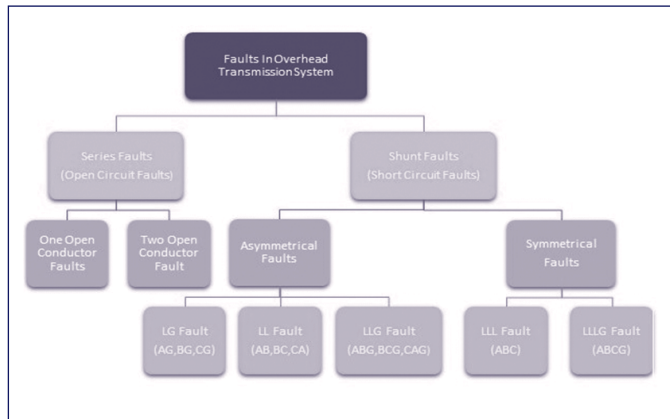 Faults In Overhead
Transmission System
Series Faults
(Open Circuit Faults)
Shunt Faults
(Short Circuit Faults)
One Open
Conductor
Faults
Two Open
Conductor
Fault
Asymmetrical
Faults
Symmetrical
Faults
LG Fault
(AG,BG,CG)
LL Fault
(AB,BC,CA)
LLG Fault
(ABG,BCG,CAG)
LLL Fault
(ABC)
LLLG Fault
(ABCG)